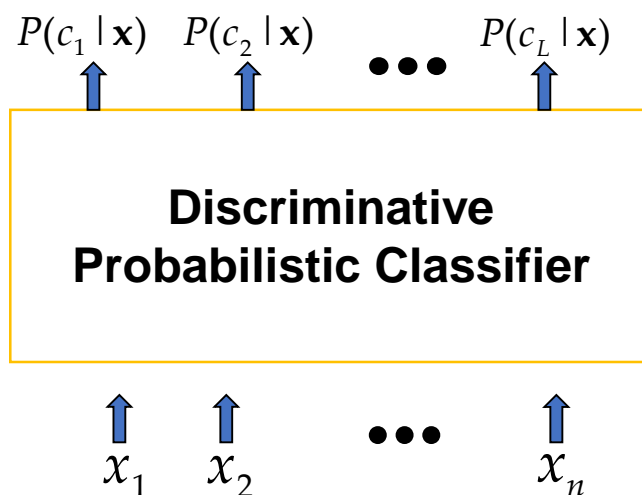 P(c₁ | x) P(c₂ | x) ••• P(c_L | x)
Discriminative
Probabilistic Classifier
x₁ x₂ ••• xₙ